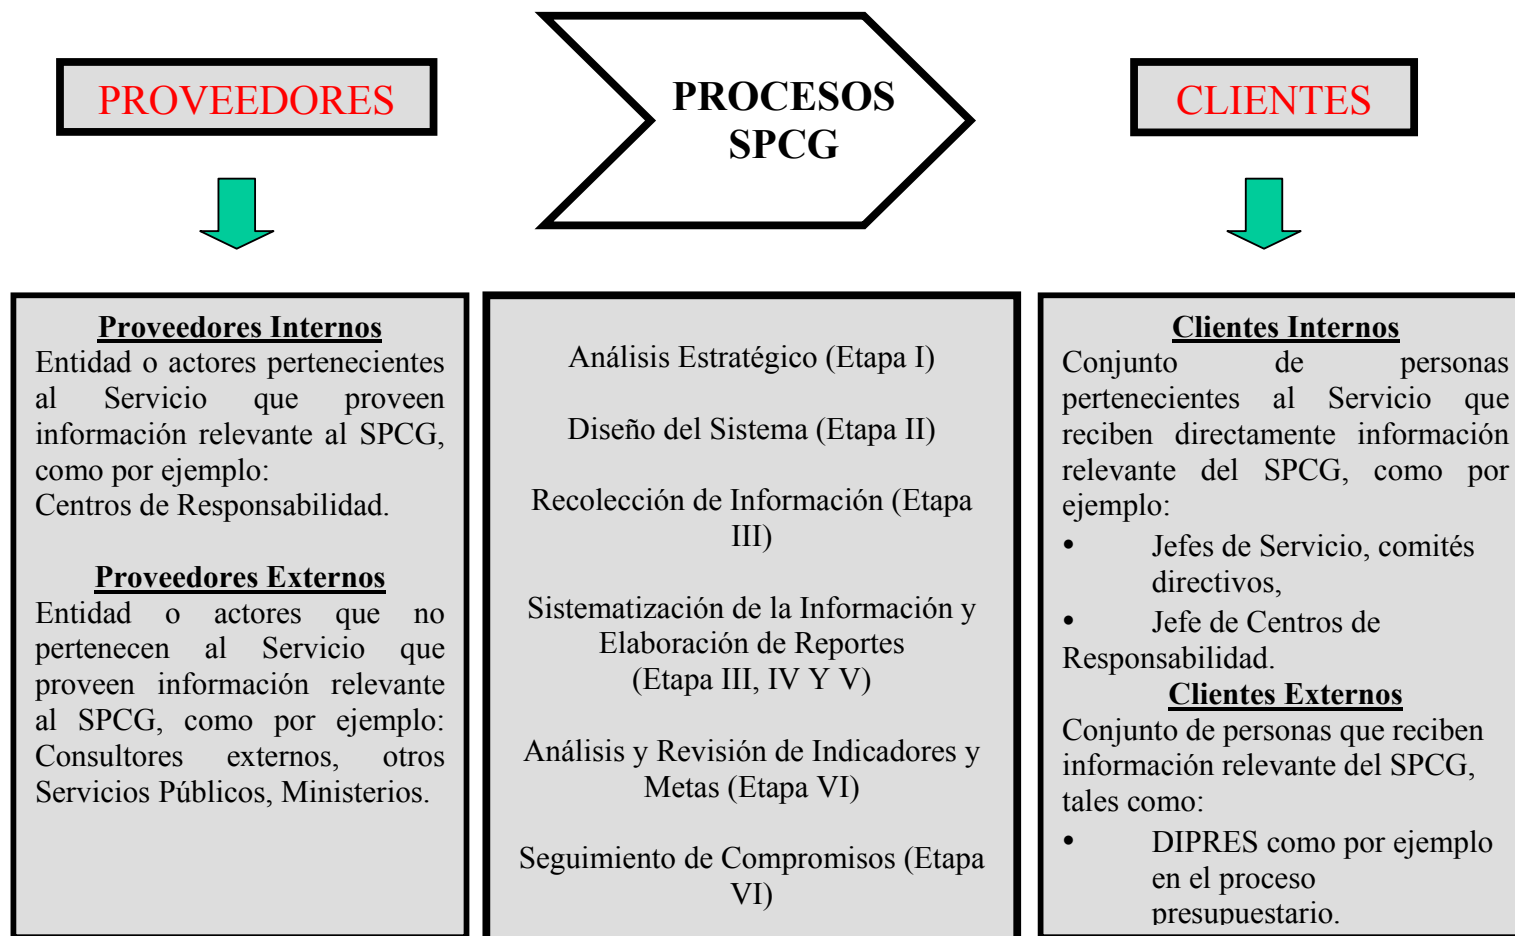 PROVEEDORES
PROCESOS
SPCG
CLIENTES
Proveedores Internos
Entidad o actores pertenecientes
al Servicio que proveen
información relevante al SPCG,
como por ejemplo:
Centros de Responsabilidad.
Proveedores Externos
Entidad o actores que no
pertenecen al Servicio que
proveen información relevante
al SPCG, como por ejemplo:
Consultores externos, otros
Servicios Públicos, Ministerios.
Análisis Estratégico (Etapa I)
Diseño del Sistema (Etapa II)
Recolección de Información (Etapa
III)
Sistematización de la Información y
Elaboración de Reportes
(Etapa III, IV Y V)
Análisis y Revisión de Indicadores y
Metas (Etapa VI)
Seguimiento de Compromisos (Etapa
VI)
Clientes Internos
Conjunto de personas
pertenecientes al Servicio que
reciben directamente información
relevante del SPCG, como por
ejemplo:
• Jefes de Servicio, comités
directivos,
• Jefe de Centros de
Responsabilidad.
Clientes Externos
Conjunto de personas que reciben
información relevante del SPCG,
tales como:
• DIPRES como por ejemplo
en el proceso
presupuestario.